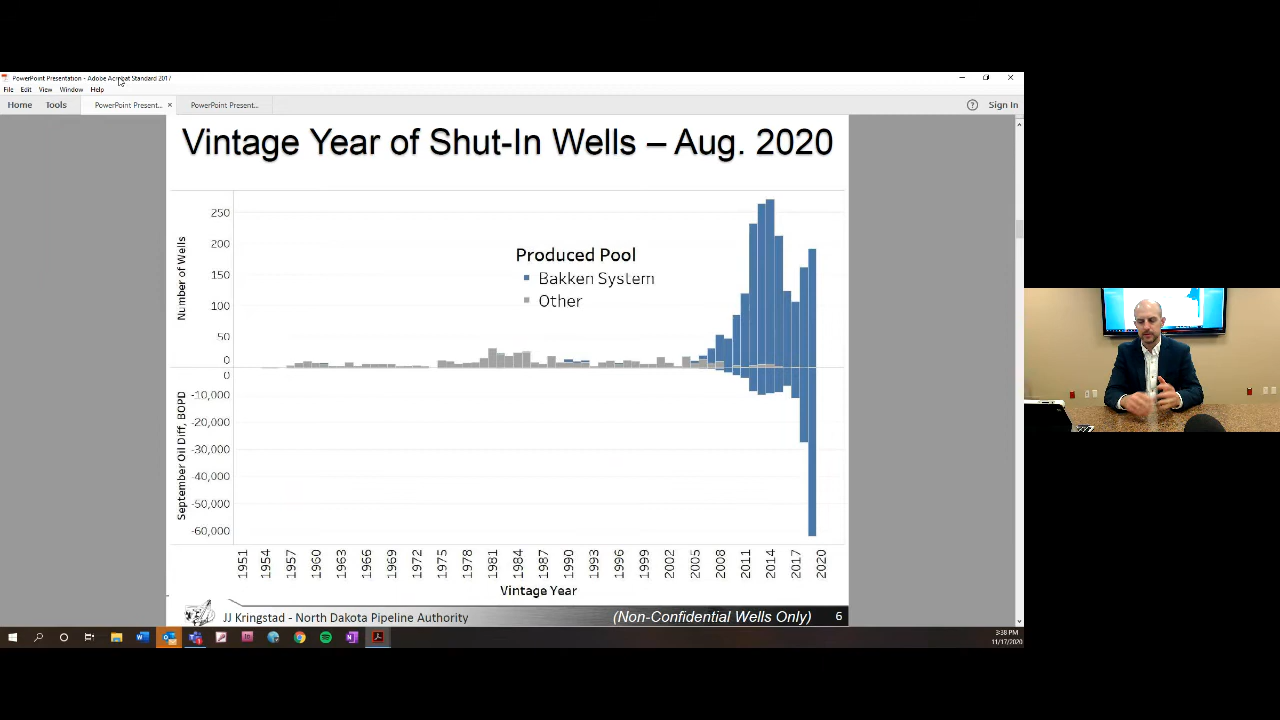 PowerPoint Presentation - Adobe Acrobat Standard 2017
File Edit View Window Help
Home Tools PowerPoint Present... × PowerPoint Present... ? Sign In
Vintage Year of Shut-In Wells – Aug. 2020
Number of Wells
250
200
150
100
50
0
Produced Pool
Bakken System
Other
September Oil Diff, BOPD
0
-10,000
-20,000
-30,000
-40,000
-50,000
-60,000
1951 1954 1957 1960 1963 1966 1969 1972 1975 1978 1981 1984 1987 1990 1993 1996 1999 2002 2005 2008 2011 2014 2017 2020
Vintage Year
JJ Kringstad - North Dakota Pipeline Authority (Non-Confidential Wells Only) 6
3:38 PM
11/17/2020